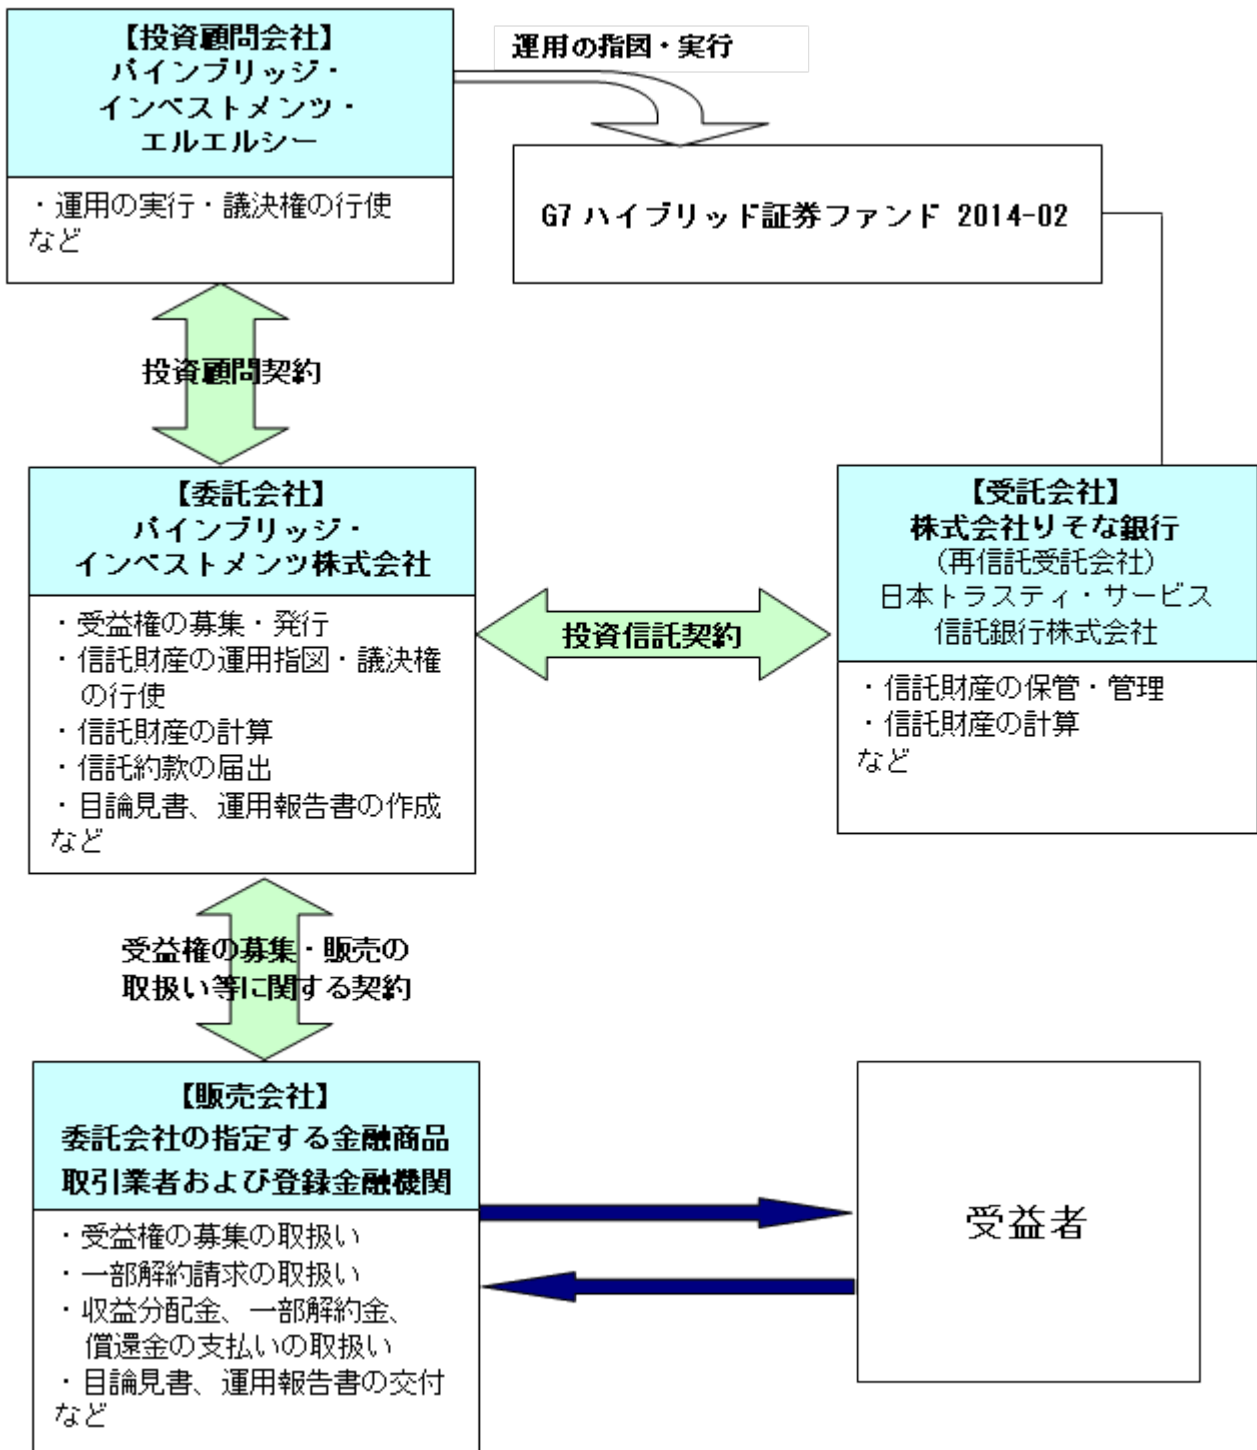 【投資顧問会社】
パインブリッジ・
インベストメンツ・
エルエルシー
・運用の実行・議決権の行使
など
運用の指図・実行
G7 ハイブリッド証券ファンド 2014-02
投資顧問契約
【委託会社】
パインブリッジ・
インベストメンツ株式会社
・受益権の募集・発行
・信託財産の運用指図・議決権
の行使
・信託財産の計算
・信託約款の届出
・目論見書、運用報告書の作成
など
投資信託契約
【受託会社】
株式会社りそな銀行
(再信託受託会社)
日本トラスティ・サービス
信託銀行株式会社
・信託財産の保管・管理
・信託財産の計算
など
受益権の募集・販売の
取扱い等に関する契約
【販売会社】
委託会社の指定する金融商品
取引業者および登録金融機関
・受益権の募集の取扱い
・一部解約請求の取扱い
・収益分配金、一部解約金、
償還金の支払いの取扱い
・目論見書、運用報告書の交付
など
受益者